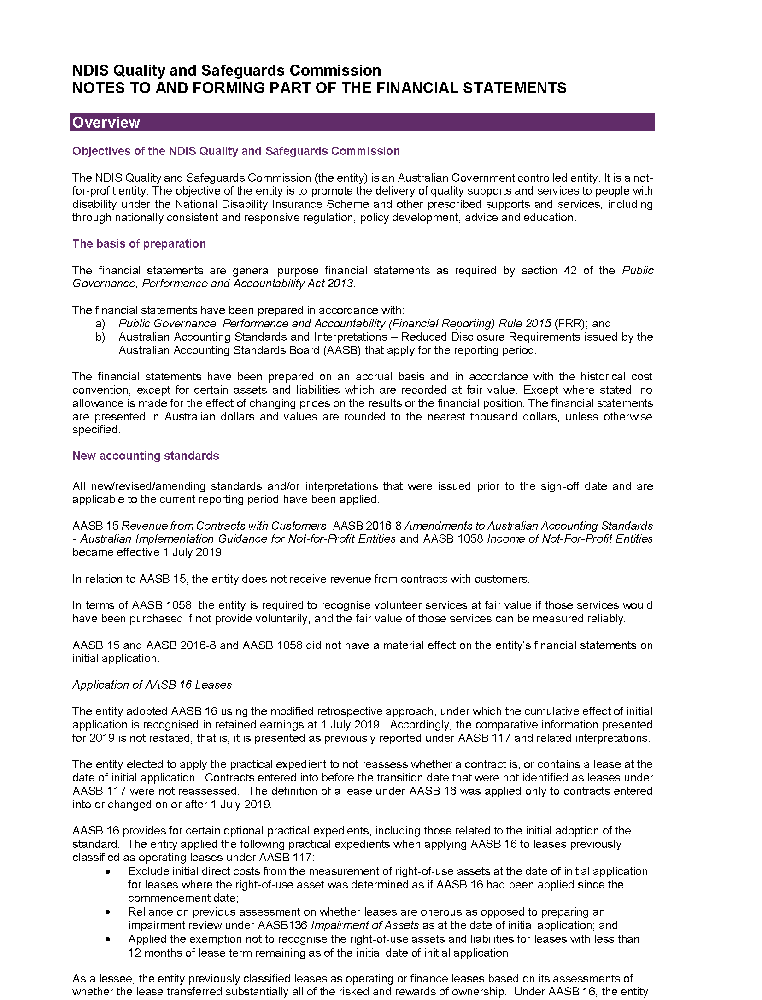 NDIS Quality and Safeguards Commission
NOTES TO AND FORMING PART OF THE FINANCIAL STATEMENTS
Overview
Objectives of the NDIS Quality and Safeguards Commission
The NDIS Quality and Safeguards Commission (the entity) is an Australian Government controlled entity. It is a not-
for-profit entity. The objective of the entity is to promote the delivery of quality supports and services to people with
disability under the National Disability Insurance Scheme and other prescribed supports and services, including
through nationally consistent and responsive regulation, policy development, advice and education.
The basis of preparation
The financial statements are general purpose financial statements as required by section 42 of the Public
Governance, Performance and Accountability Act 2013.
The financial statements have been prepared in accordance with:
a) Public Governance, Performance and Accountability (Financial Reporting) Rule 2015 (FRR); and
b) Australian Accounting Standards and Interpretations – Reduced Disclosure Requirements issued by the
Australian Accounting Standards Board (AASB) that apply for the reporting period.
The financial statements have been prepared on an accrual basis and in accordance with the historical cost
convention, except for certain assets and liabilities which are recorded at fair value. Except where stated, no
allowance is made for the effect of changing prices on the results or the financial position. The financial statements
are presented in Australian dollars and values are rounded to the nearest thousand dollars, unless otherwise
specified.
New accounting standards
All new/revised/amending standards and/or interpretations that were issued prior to the sign-off date and are
applicable to the current reporting period have been applied.
AASB 15 Revenue from Contracts with Customers, AASB 2016-8 Amendments to Australian Accounting Standards
- Australian Implementation Guidance for Not-for-Profit Entities and AASB 1058 Income of Not-For-Profit Entities
became effective 1 July 2019.
In relation to AASB 15, the entity does not receive revenue from contracts with customers.
In terms of AASB 1058, the entity is required to recognise volunteer services at fair value if those services would
have been purchased if not provide voluntarily, and the fair value of those services can be measured reliably.
AASB 15 and AASB 2016-8 and AASB 1058 did not have a material effect on the entity's financial statements on
initial application.
Application of AASB 16 Leases
The entity adopted AASB 16 using the modified retrospective approach, under which the cumulative effect of initial
application is recognised in retained earnings at 1 July 2019. Accordingly, the comparative information presented
for 2019 is not restated, that is, it is presented as previously reported under AASB 117 and related interpretations.
The entity elected to apply the practical expedient to not reassess whether a contract is, or contains a lease at the
date of initial application. Contracts entered into before the transition date that were not identified as leases under
AASB 117 were not reassessed. The definition of a lease under AASB 16 was applied only to contracts entered
into or changed on or after 1 July 2019.
AASB 16 provides for certain optional practical expedients, including those related to the initial adoption of the
standard. The entity applied the following practical expedients when applying AASB 16 to leases previously
classified as operating leases under AASB 117:
• Exclude initial direct costs from the measurement of right-of-use assets at the date of initial application
for leases where the right-of-use asset was determined as if AASB 16 had been applied since the
commencement date;
• Reliance on previous assessment on whether leases are onerous as opposed to preparing an
impairment review under AASB136 Impairment of Assets as at the date of initial application; and
• Applied the exemption not to recognise the right-of-use assets and liabilities for leases with less than
12 months of lease term remaining as of the initial date of initial application.
As a lessee, the entity previously classified leases as operating or finance leases based on its assessments of
whether the lease transferred substantially all of the risked and rewards of ownership. Under AASB 16, the entity